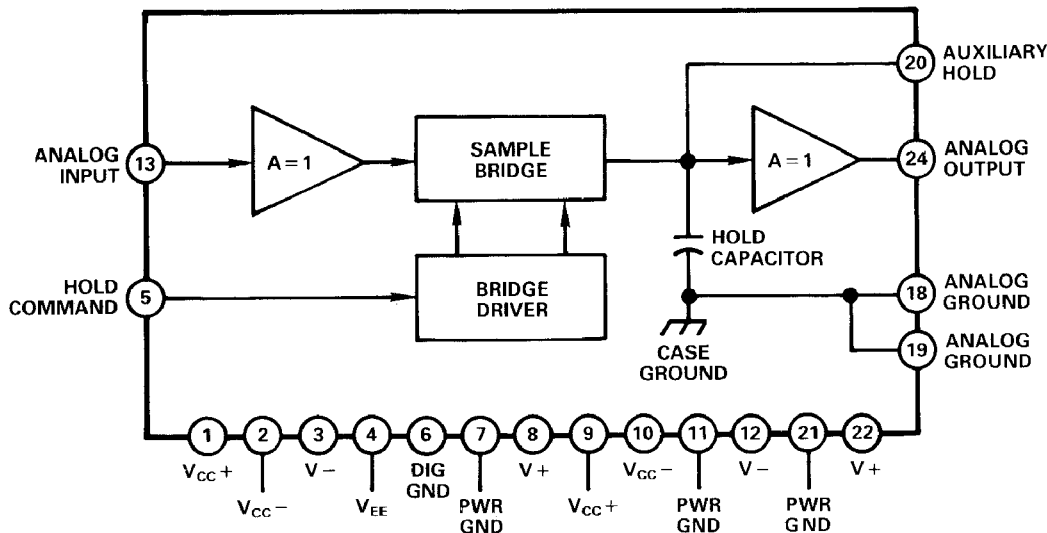 20
AUXILIARY
HOLD
13
ANALOG
INPUT
A = 1
SAMPLE
BRIDGE
A = 1
24
ANALOG
OUTPUT
HOLD
CAPACITOR
5
HOLD
COMMAND
BRIDGE
DRIVER
18
ANALOG
GROUND
CASE
GROUND
19
ANALOG
GROUND
1
2
3
4
6
7
8
9
10
11
12
21
22
VCC+
VCC−
V−
VEE
DIG
GND
PWR
GND
V+
VCC+
VCC−
PWR
GND
V−
PWR
GND
V+